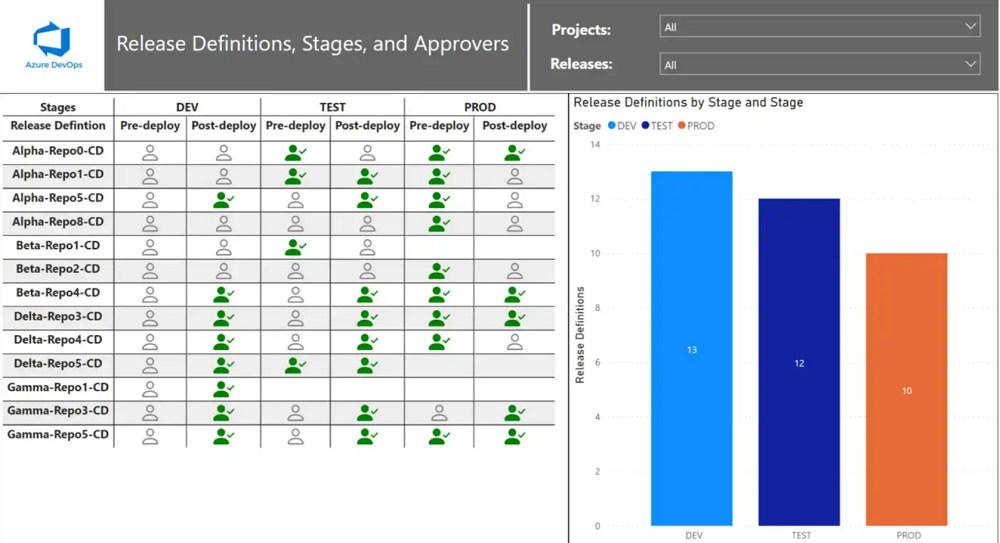 Azure DevOps
Release Definitions, Stages, and Approvers
Projects:
All
Releases:
All
Stages DEV TEST PROD
Release Defintion Pre-deploy Post-deploy Pre-deploy Post-deploy Pre-deploy Post-deploy
Alpha-Repo0-CD
Alpha-Repo1-CD
Alpha-Repo5-CD
Alpha-Repo8-CD
Beta-Repo1-CD
Beta-Repo2-CD
Beta-Repo4-CD
Delta-Repo3-CD
Delta-Repo4-CD
Delta-Repo5-CD
Gamma-Repo1-CD
Gamma-Repo3-CD
Gamma-Repo5-CD
Release Definitions by Stage and Stage
Stage DEV TEST PROD
Release Definitions
14
12
10
8
6
4
2
0
13
12
10
DEV TEST PROD